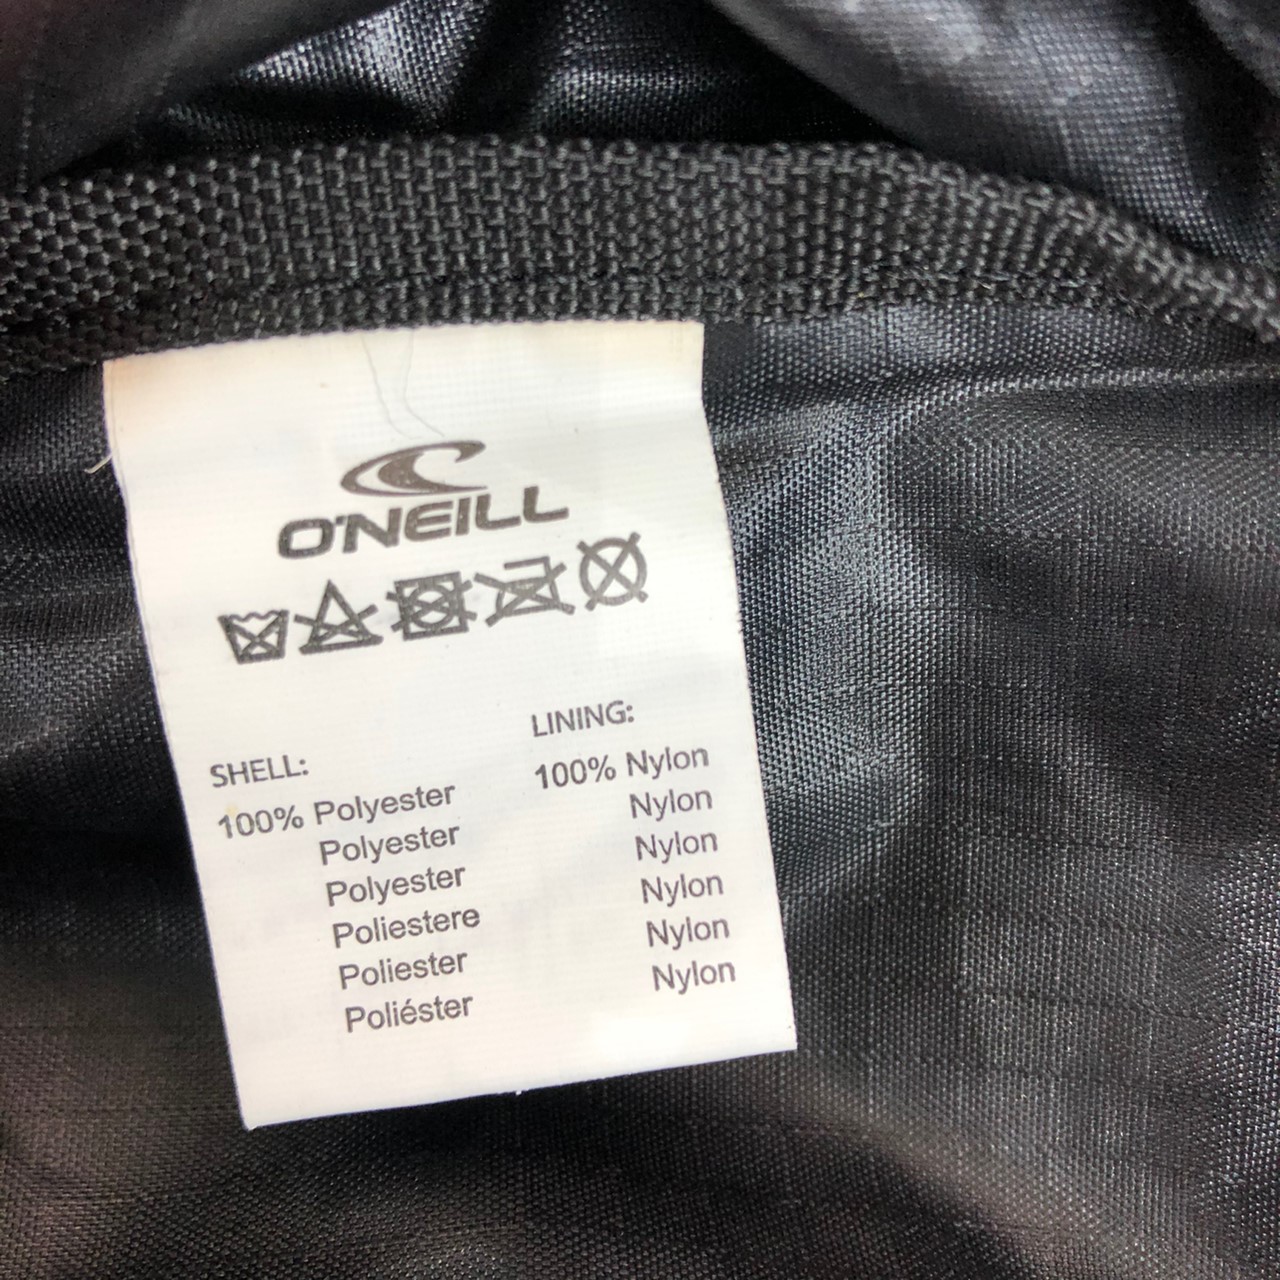 O'NEILL
SHELL:
100% Polyester
Polyester
Polyester
Poliestere
Poliester
Poliéster
LINING:
100% Nylon
Nylon
Nylon
Nylon
Nylon
Nylon